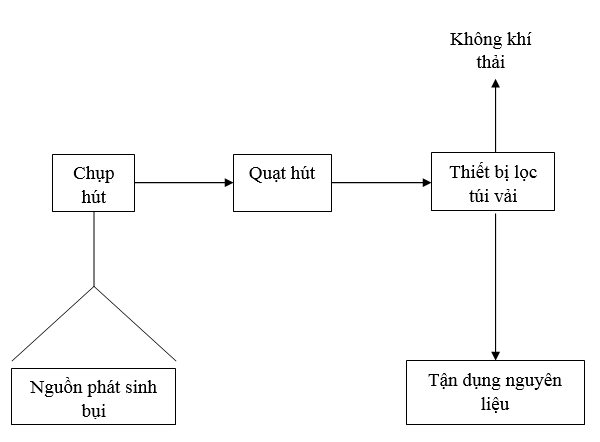 Không khí
thải
Chụp
hút
Quạt hút
Thiết bị lọc
túi vải
Nguồn phát sinh
bụi
Tận dụng nguyên
liệu